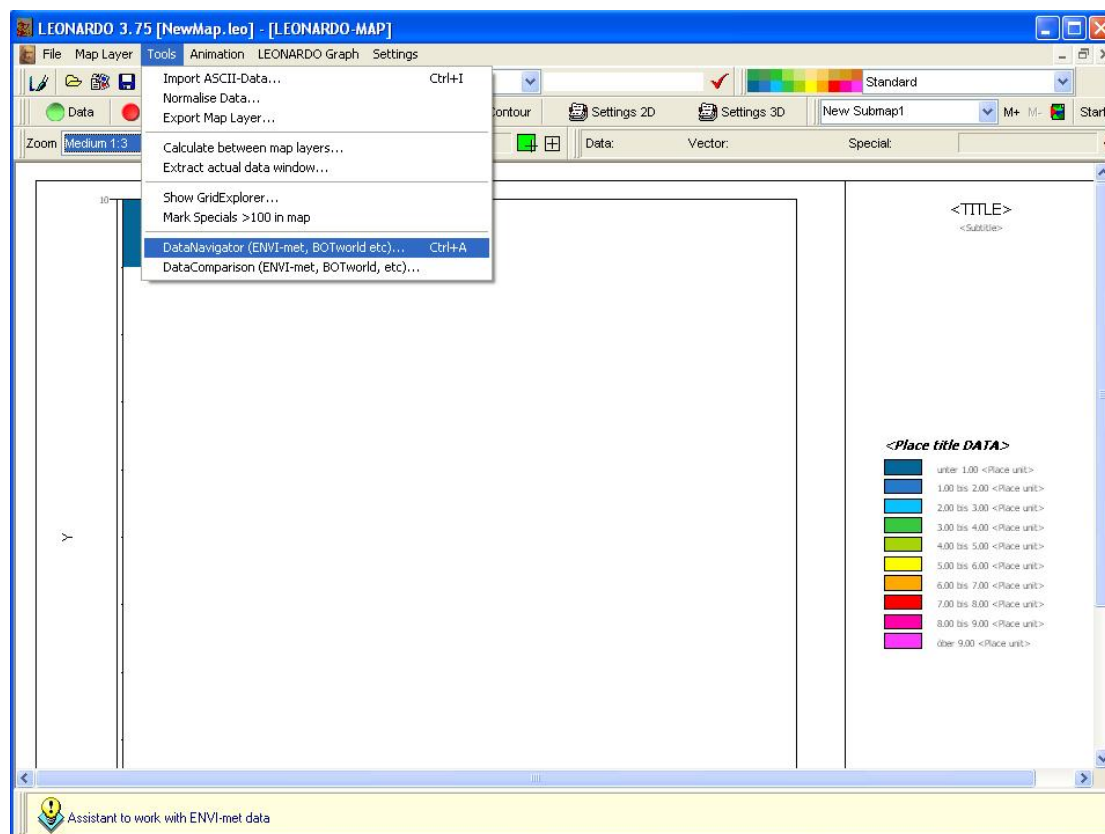 LEONARDO 3.75 [NewMap.leo] - [LEONARDO-MAP]
File Map Layer Tools Animation LEONARDO Graph Settings
Import ASCII-Data... Ctrl+I
Normalise Data...
Export Map Layer...
Calculate between map layers...
Extract actual data window...
Show GridExplorer...
Mark Specials >100 in map
DataNavigator (ENVI-met, BOTworld etc)... Ctrl+A
DataComparison (ENVI-met, BOTworld, etc)...
Standard
Data
ontour Settings 2D Settings 3D New Submap1 M+ M- Start
Zoom Medium 1:3 Data: Vector: Special:
10
Y
<TITLE>
<Subtitle>
<Place title DATA>
unter 1.00 <Place unit>
1.00 bis 2.00 <Place unit>
2.00 bis 3.00 <Place unit>
3.00 bis 4.00 <Place unit>
4.00 bis 5.00 <Place unit>
5.00 bis 6.00 <Place unit>
6.00 bis 7.00 <Place unit>
7.00 bis 8.00 <Place unit>
8.00 bis 9.00 <Place unit>
über 9.00 <Place unit>
Assistant to work with ENVI-met data